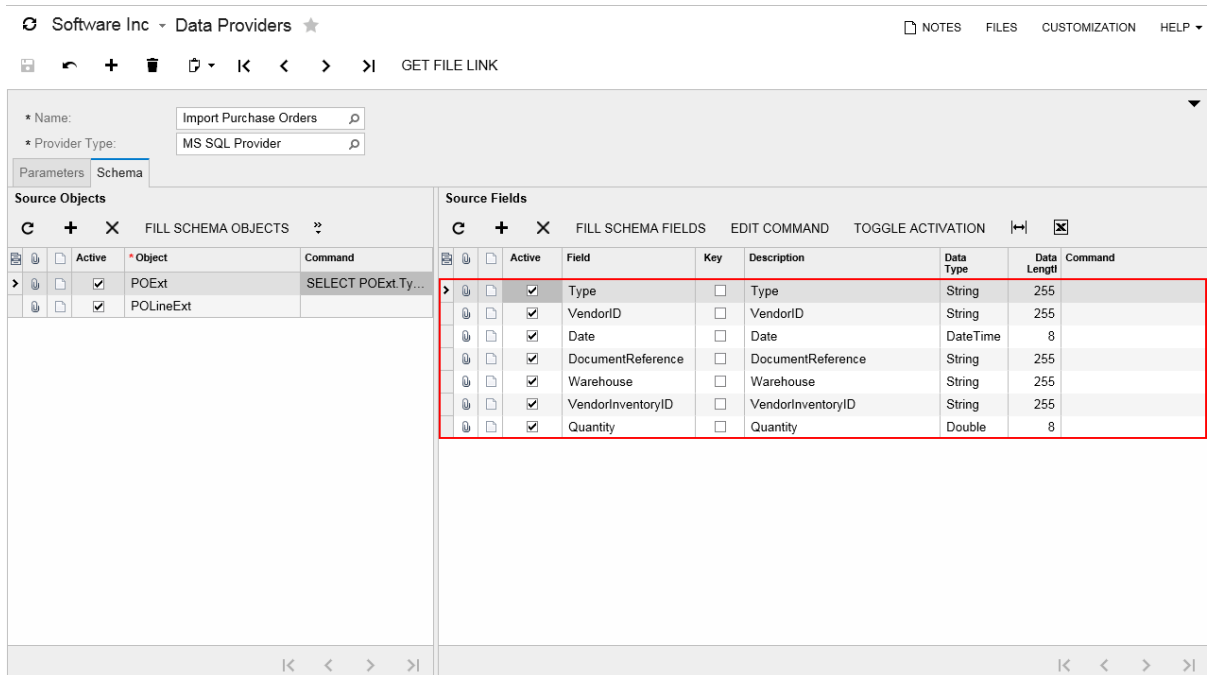 Software Inc - Data Providers NOTES FILES CUSTOMIZATION HELP
GET FILE LINK
* Name: Import Purchase Orders
* Provider Type: MS SQL Provider
Parameters Schema
Source Objects
FILL SCHEMA OBJECTS
Active * Object Command
POExt SELECT POExt.Ty...
POLineExt
Source Fields
FILL SCHEMA FIELDS EDIT COMMAND TOGGLE ACTIVATION
Active Field Key Description Data Type Data Lengtl Command
Type Type String 255
VendorID VendorID String 255
Date Date DateTime 8
DocumentReference DocumentReference String 255
Warehouse Warehouse String 255
VendorInventoryID VendorInventoryID String 255
Quantity Quantity Double 8